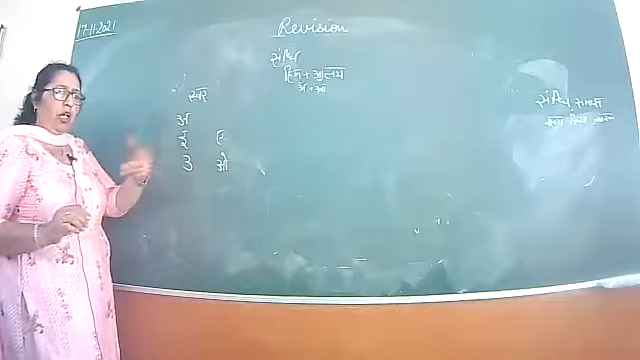 17-11-2021
Revision
संधि
हिम + आलय
अ + आ
स्वर
अ
इ ए
उ ओ
संधि, समास